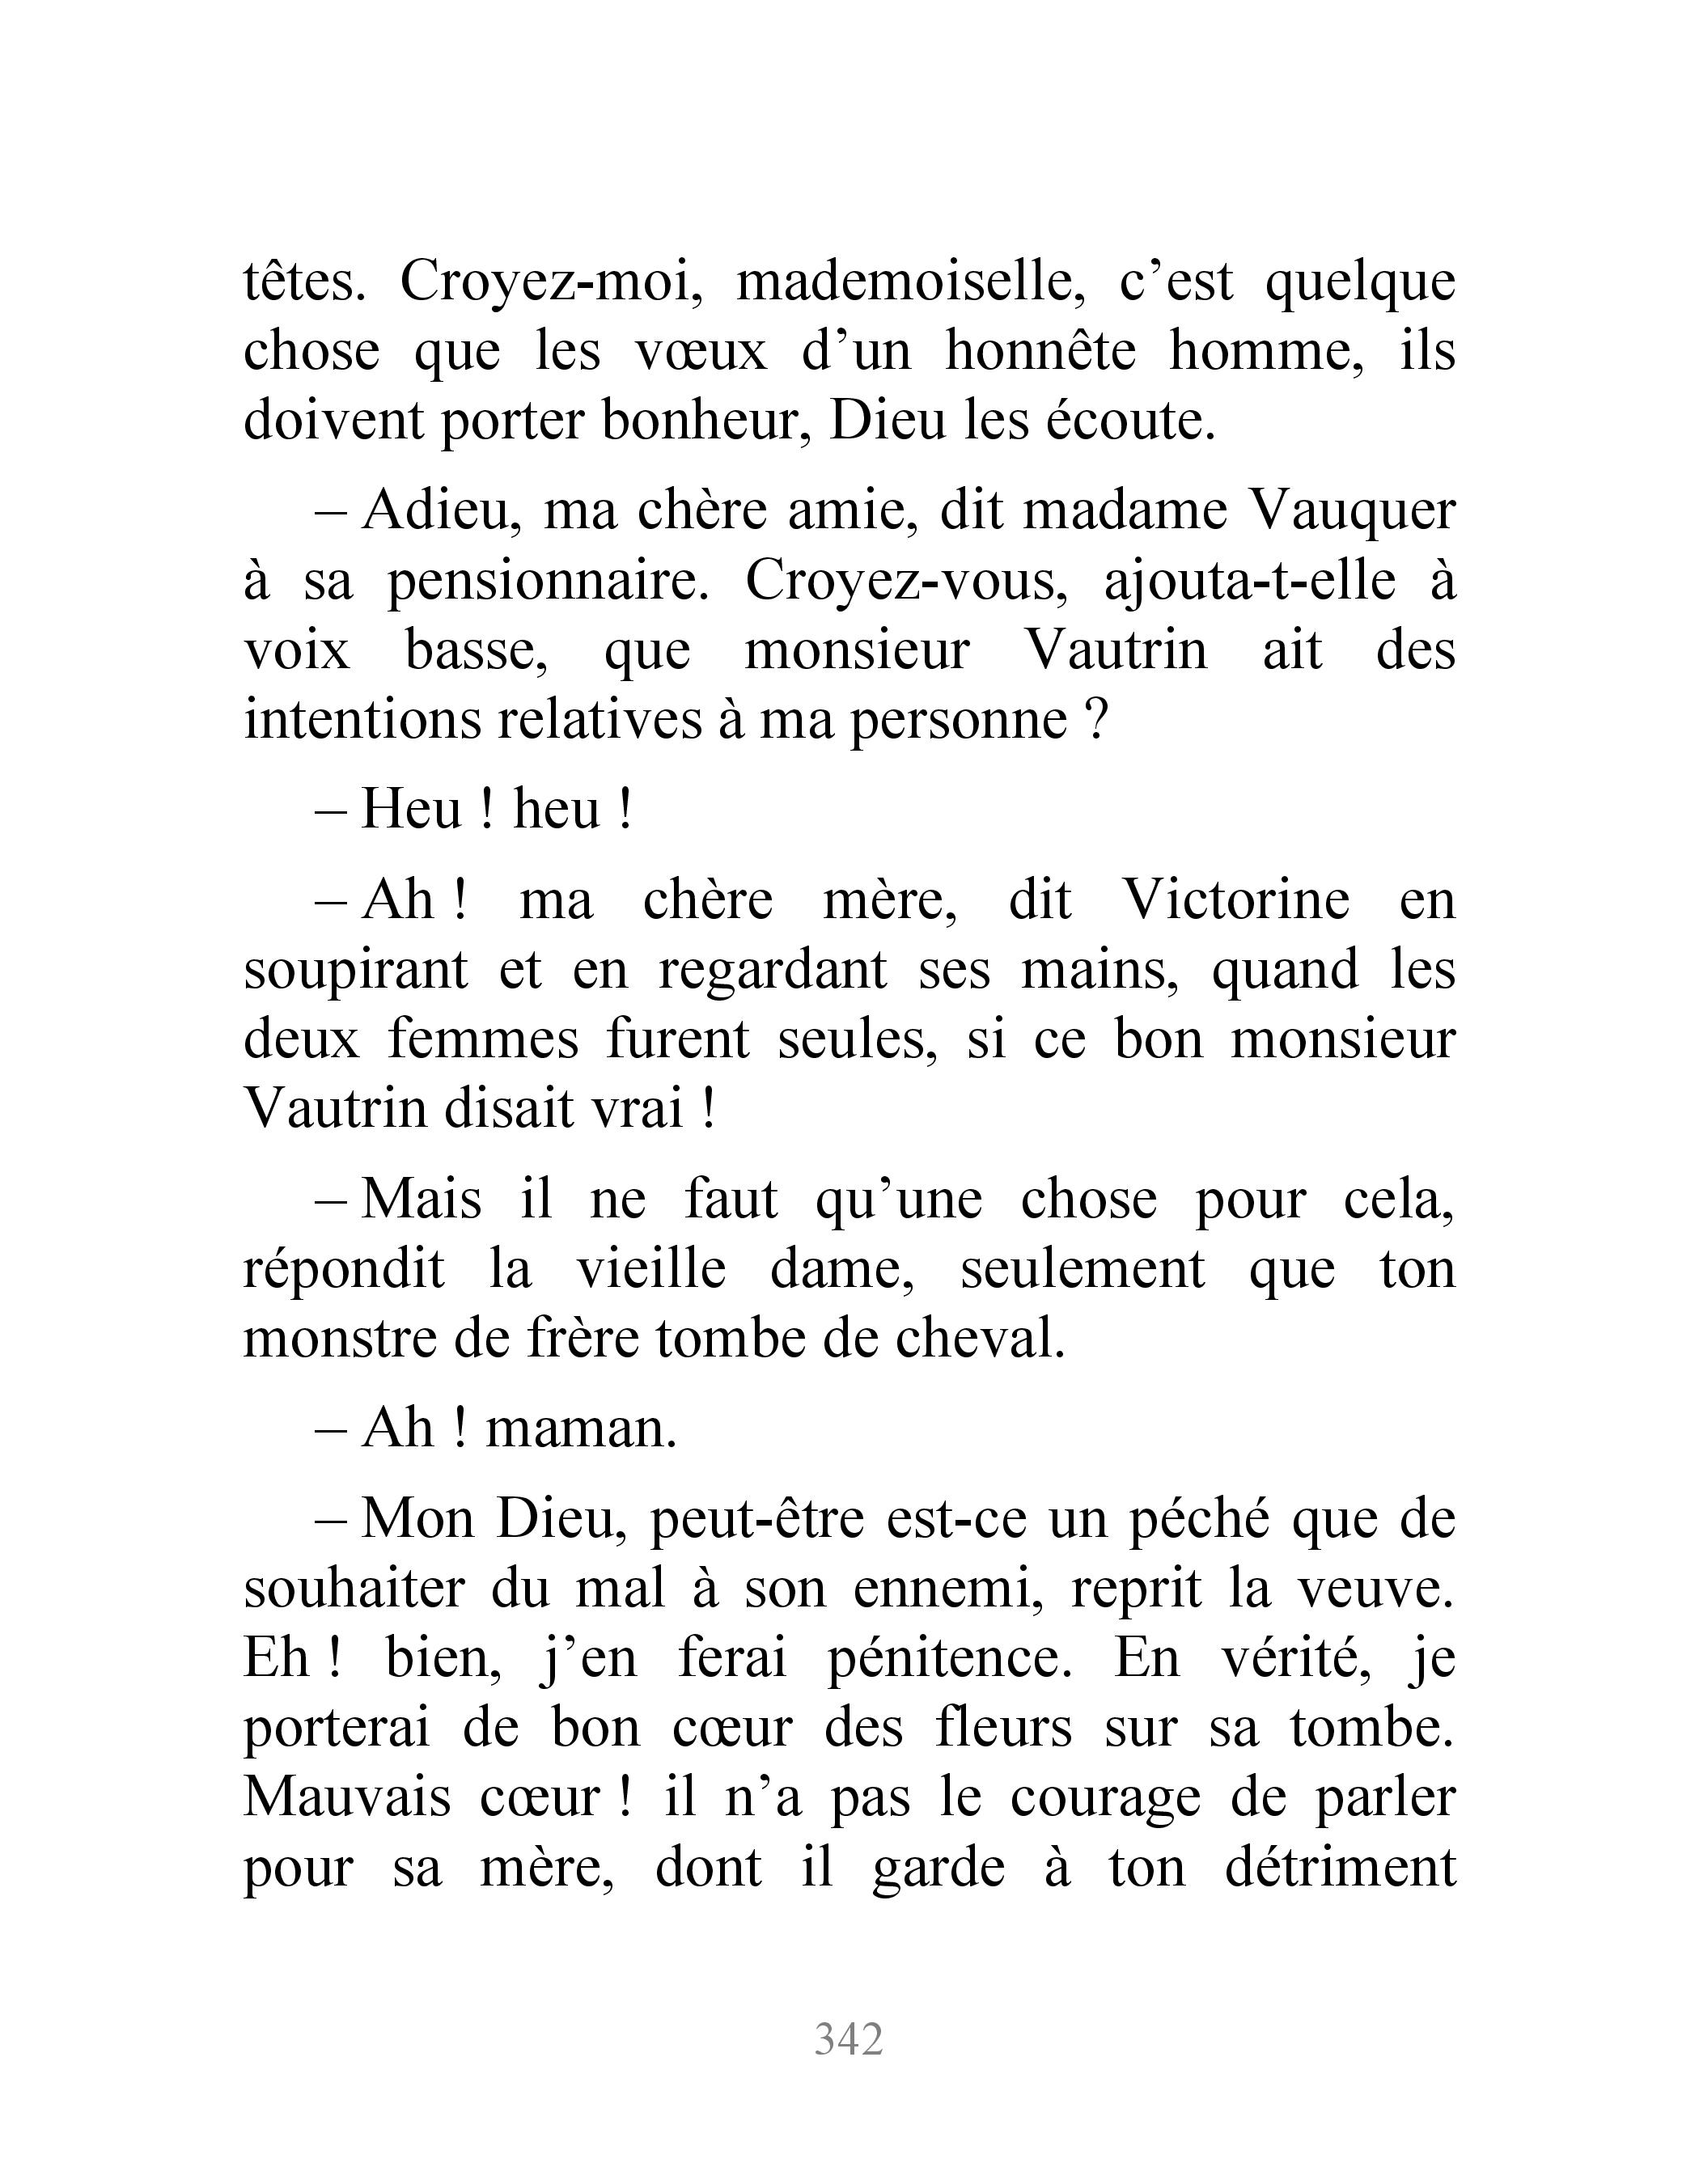 têtes. Croyez-moi, mademoiselle, c’est quelque
chose que les vœux d’un honnête homme, ils
doivent porter bonheur, Dieu les écoute.
– Adieu, ma chère amie, dit madame Vauquer
à sa pensionnaire. Croyez-vous, ajouta-t-elle à
voix basse, que monsieur Vautrin ait des
intentions relatives à ma personne ?
– Heu ! heu !
– Ah ! ma chère mère, dit Victorine en
soupirant et en regardant ses mains, quand les
deux femmes furent seules, si ce bon monsieur
Vautrin disait vrai !
– Mais il ne faut qu’une chose pour cela,
répondit la vieille dame, seulement que ton
monstre de frère tombe de cheval.
– Ah ! maman.
– Mon Dieu, peut-être est-ce un péché que de
souhaiter du mal à son ennemi, reprit la veuve.
Eh ! bien, j’en ferai pénitence. En vérité, je
porterai de bon cœur des fleurs sur sa tombe.
Mauvais cœur ! il n’a pas le courage de parler
pour sa mère, dont il garde à ton détriment
342